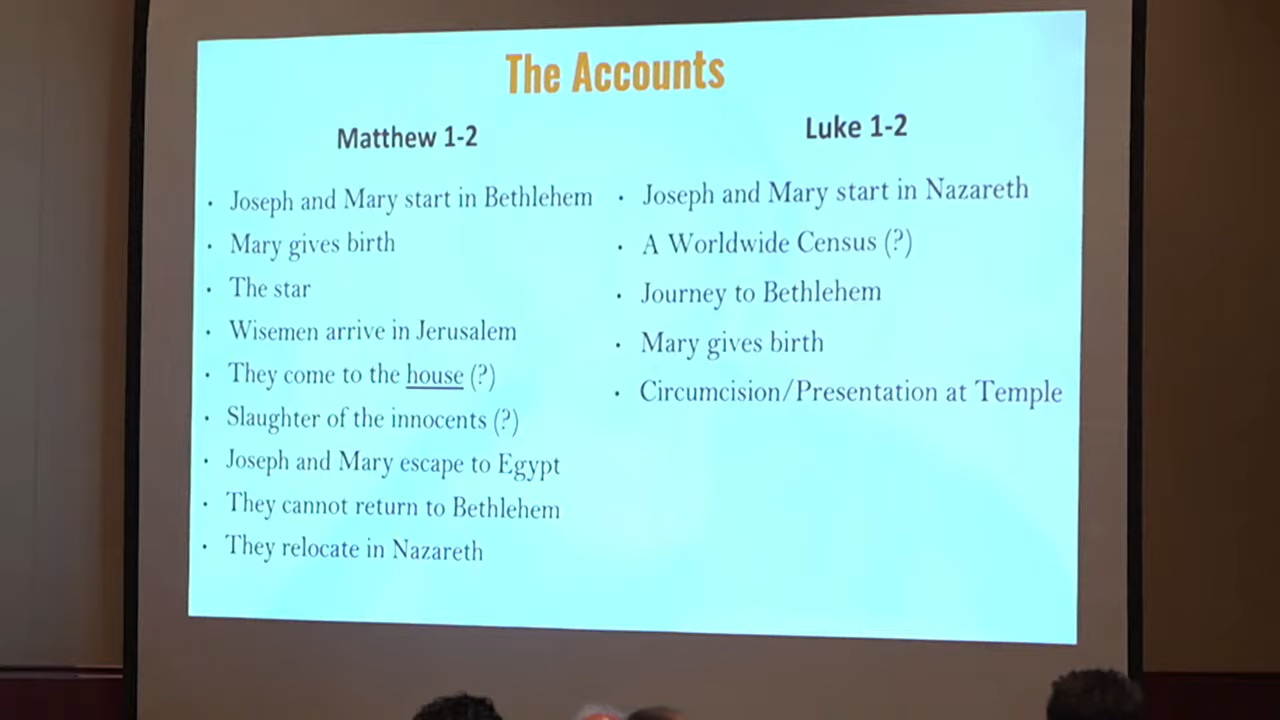 The Accounts
Matthew 1-2
• Joseph and Mary start in Bethlehem
• Mary gives birth
• The star
• Wisemen arrive in Jerusalem
• They come to the house (?)
• Slaughter of the innocents (?)
• Joseph and Mary escape to Egypt
• They cannot return to Bethlehem
• They relocate in Nazareth
Luke 1-2
• Joseph and Mary start in Nazareth
• A Worldwide Census (?)
• Journey to Bethlehem
• Mary gives birth
• Circumcision/Presentation at Temple